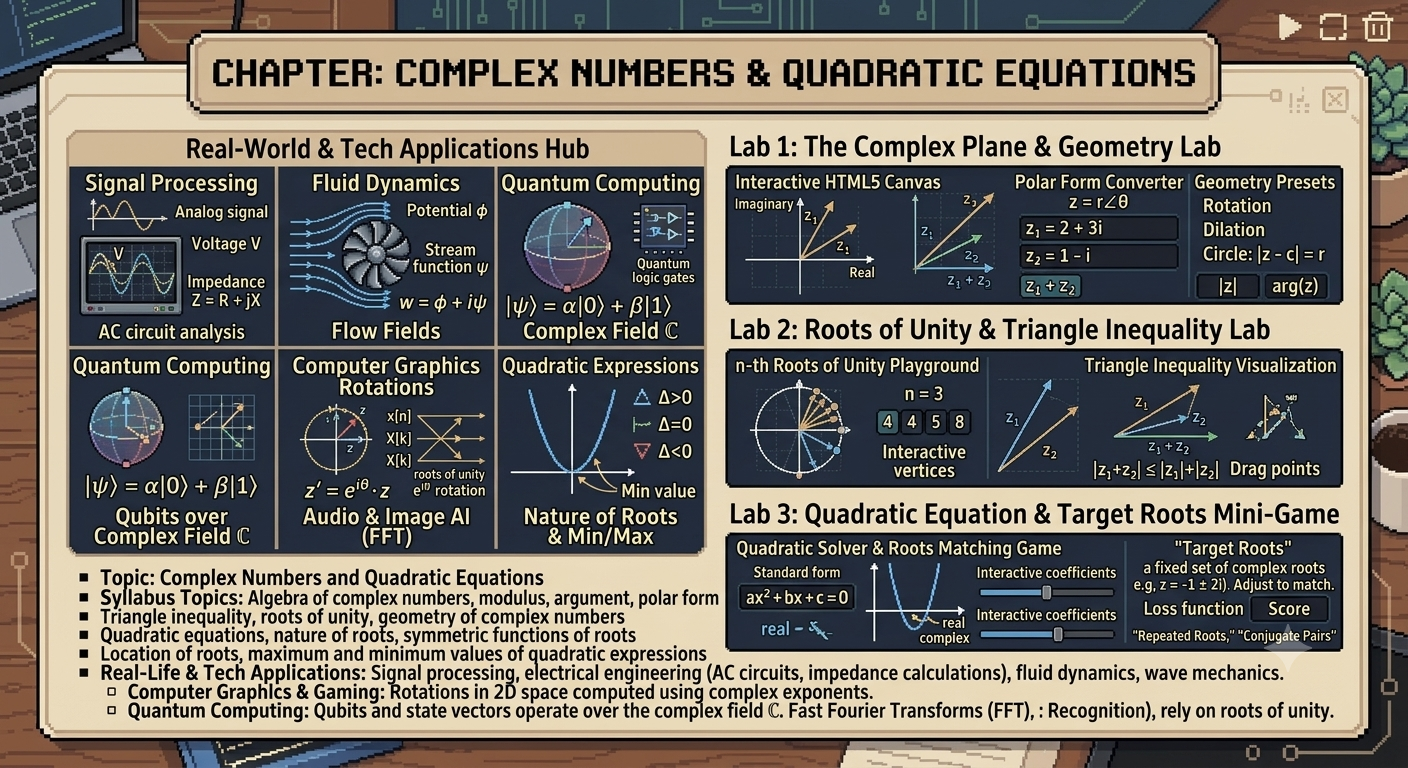 CHAPTER: COMPLEX NUMBERS & QUADRATIC EQUATIONS
Real-World & Tech Applications Hub
Signal Processing
Analog signal
Voltage V
V
Impedance
Z = R + jX
AC circuit analysis
Fluid Dynamics
Potential ϕ
Stream
function ψ
w = ϕ + iψ
Flow Fields
Quantum Computing
Quantum
logic gates
|ψ⟩ = α|0⟩ + β|1⟩
Complex Field ℂ
Quantum Computing
|ψ⟩ = α|0⟩ + β|1⟩
Qubits over
Complex Field ℂ
Computer Graphics
Rotations
z
z
x[n]
X[k]
X[k]
roots of unity
z′ = e^{iθ}·z
rotation
Audio & Image AI
(FFT)
Quadratic Expressions
Δ>0
Δ=0
Δ<0
Min value
Nature of Roots
& Min/Max
■ Topic: Complex Numbers and Quadratic Equations
■ Syllabus Topics: Algebra of complex numbers, modulus, argument, polar form
■ Triangle inequality, roots of unity, geometry of complex numbers
■ Quadratic equations, nature of roots, symmetric functions of roots
■ Location of roots, maximum and minimum values of quadratic expressions
■ Real-Life & Tech Applications: Signal processing, electrical engineering (AC circuits, impedance calculations), fluid dynamics, wave mechanics.
▫ Computer Graphics & Gaming: Rotations in 2D space computed using complex exponents.
▫ Quantum Computing: Qubits and state vectors operate over the complex field ℂ. Fast Fourier Transforms (FFT), : Recognition), rely on roots of unity.
Lab 1: The Complex Plane & Geometry Lab
Interactive HTML5 Canvas
Imaginary
z₁
z₁
Real
z₁
z₂
Polar Form Converter
z = r∠θ
z₁ = 2 + 3i
z₂ = 1 – i
z₁ + z₂
Geometry Presets
Rotation
Dilation
Circle: |z – c| = r
|z|
arg(z)
Lab 2: Roots of Unity & Triangle Inequality Lab
n-th Roots of Unity Playground
n = 3
4 4 5 8
Interactive
vertices
Triangle Inequality Visualization
z₁
z₂
z₁
z₂
z₁ + z₂
|z₁+z₂| ≤ |z₁|+|z₂|
Drag points
Lab 3: Quadratic Equation & Target Roots Mini-Game
Quadratic Solver & Roots Matching Game
Standard form
ax² + bx + c = 0
real –
real
complex
Interactive coefficients
Interactive coefficients
"Target Roots"
a fixed set of complex roots
e.g, z = -1 ± 2i). Adjust to match.
Loss function
Score
"Repeated Roots," "Conjugate Pairs"